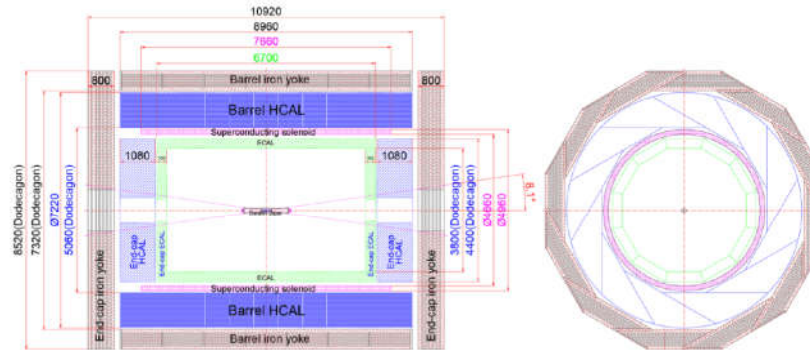 10920
8960
7660
6700
800
800
Barrel iron yoke
Barrel HCAL
Superconducting solenoid
ECAL
1080
1080
8520(Dodecagon)
7320(Dodecagon)
Ø7220
5060(Dodecagon)
End-cap iron yoke
End-cap HCAL
End-cap ECAL
End-cap ECAL
End-cap HCAL
End-cap iron yoke
3800(Dodecagon)
4400(Dodecagon)
Ø4660
Ø4960
8.1°
ECAL
Superconducting solenoid
Barrel HCAL
Barrel iron yoke